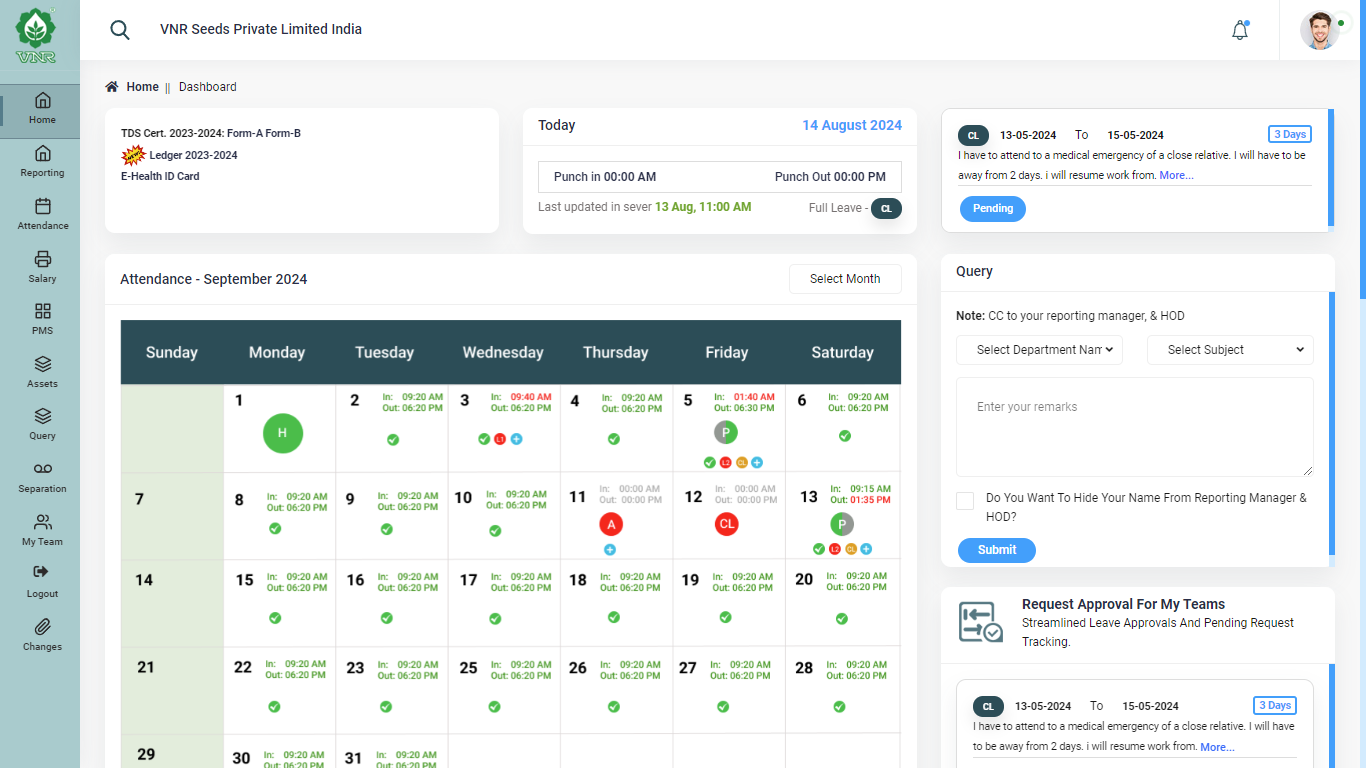 VNR
VNR Seeds Private Limited India
Home
Reporting
Attendance
Salary
PMS
Assets
Query
Separation
My Team
Logout
Changes
Home || Dashboard
TDS Cert. 2023-2024: Form-A Form-B
NEW Ledger 2023-2024
E-Health ID Card
Today 14 August 2024
Punch in 00:00 AM Punch Out 00:00 PM
Last updated in sever 13 Aug, 11:00 AM Full Leave - CL
CL 13-05-2024 To 15-05-2024 3 Days
I have to attend to a medical emergency of a close relative. I will have to be
away from 2 days. i will resume work from. More...
Pending
Attendance - September 2024 Select Month
Sunday Monday Tuesday Wednesday Thursday Friday Saturday
1 2 In: 09:20 AM 3 In: 09:40 AM 4 In: 09:20 AM 5 In: 01:40 AM 6 In: 09:20 AM
Out: 06:20 PM Out: 06:20 PM Out: 06:20 PM Out: 06:30 PM Out: 06:20 PM
H P
L1 L2 CL
7 8 In: 09:20 AM 9 In: 09:20 AM 10 In: 09:20 AM 11 In: 00:00 AM 12 In: 00:00 AM 13 In: 09:15 AM
Out: 06:20 PM Out: 06:20 PM Out: 06:20 PM Out: 00:00 PM Out: 00:00 PM Out: 01:35 PM
A CL P
L2 CL
14 15 In: 09:20 AM 16 In: 09:20 AM 17 In: 09:20 AM 18 In: 09:20 AM 19 In: 09:20 AM 20 In: 09:20 AM
Out: 06:20 PM Out: 06:20 PM Out: 06:20 PM Out: 06:20 PM Out: 06:20 PM Out: 06:20 PM
21 22 In: 09:20 AM 23 In: 09:20 AM 25 In: 09:20 AM 26 In: 09:20 AM 27 In: 09:20 AM 28 In: 09:20 AM
Out: 06:20 PM Out: 06:20 PM Out: 06:20 PM Out: 06:20 PM Out: 06:20 PM Out: 06:20 PM
29 30 In: 09:20 AM 31 In: 09:20 AM
Out: 06:20 PM Out: 06:20 PM
Query
Note: CC to your reporting manager, & HOD
Select Department Nam Select Subject
Enter your remarks
Do You Want To Hide Your Name From Reporting Manager &
HOD?
Submit
Request Approval For My Teams
Streamlined Leave Approvals And Pending Request
Tracking.
CL 13-05-2024 To 15-05-2024 3 Days
I have to attend to a medical emergency of a close relative. I will have
to be away from 2 days. i will resume work from. More...